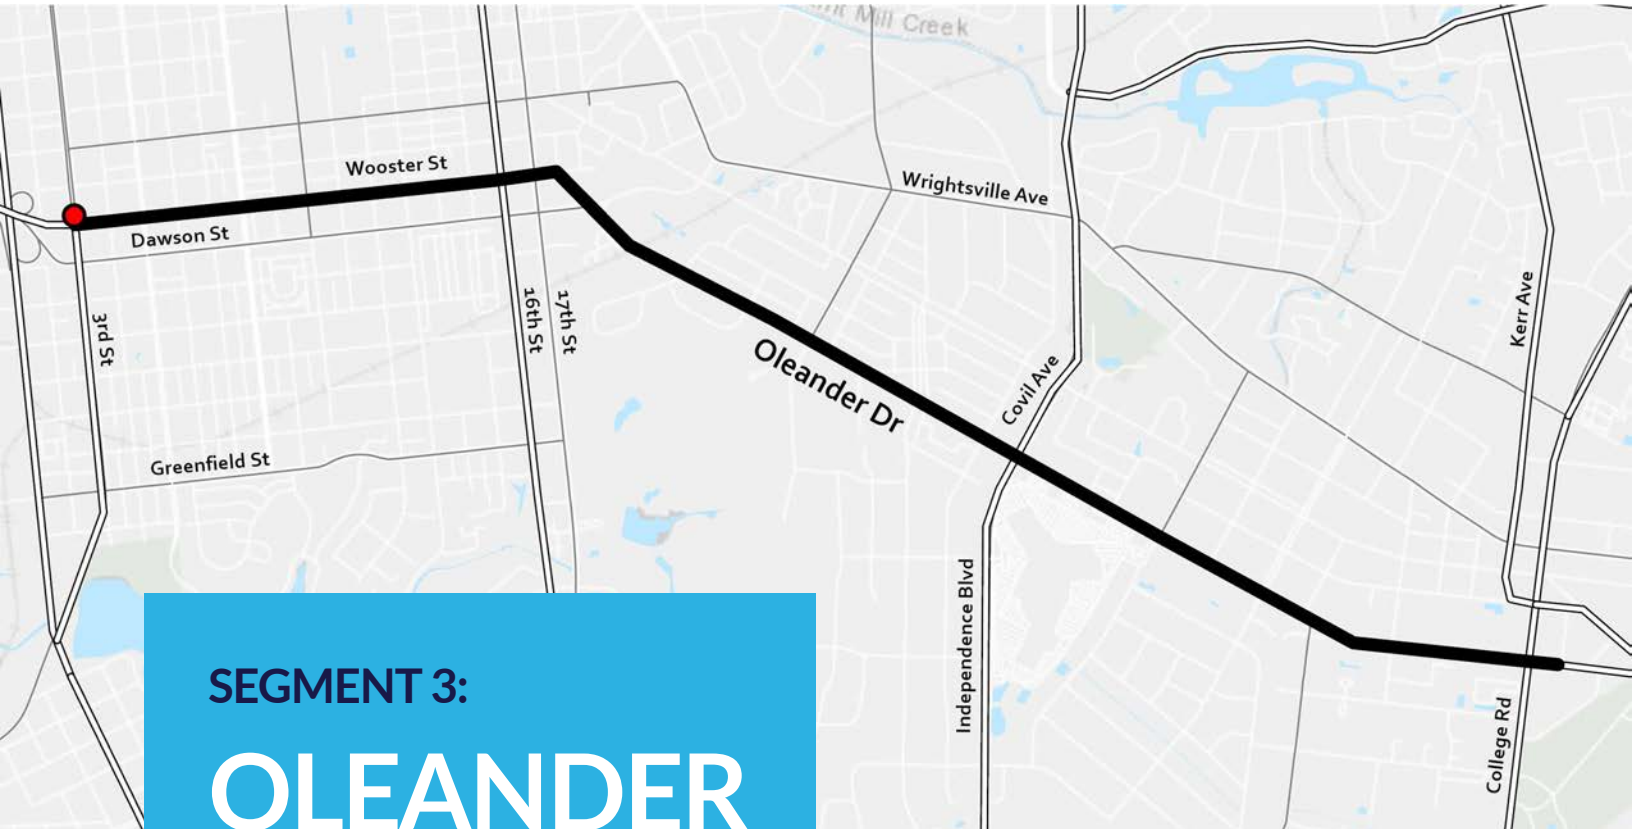 Mill Creek
Wooster St
Wrightsville Ave
Dawson St
Kerr Ave
3rd St
16th St
17th St
Oleander Dr
Covil Ave
Greenfield St
Independence Blvd
College Rd
SEGMENT 3:
OLEANDER